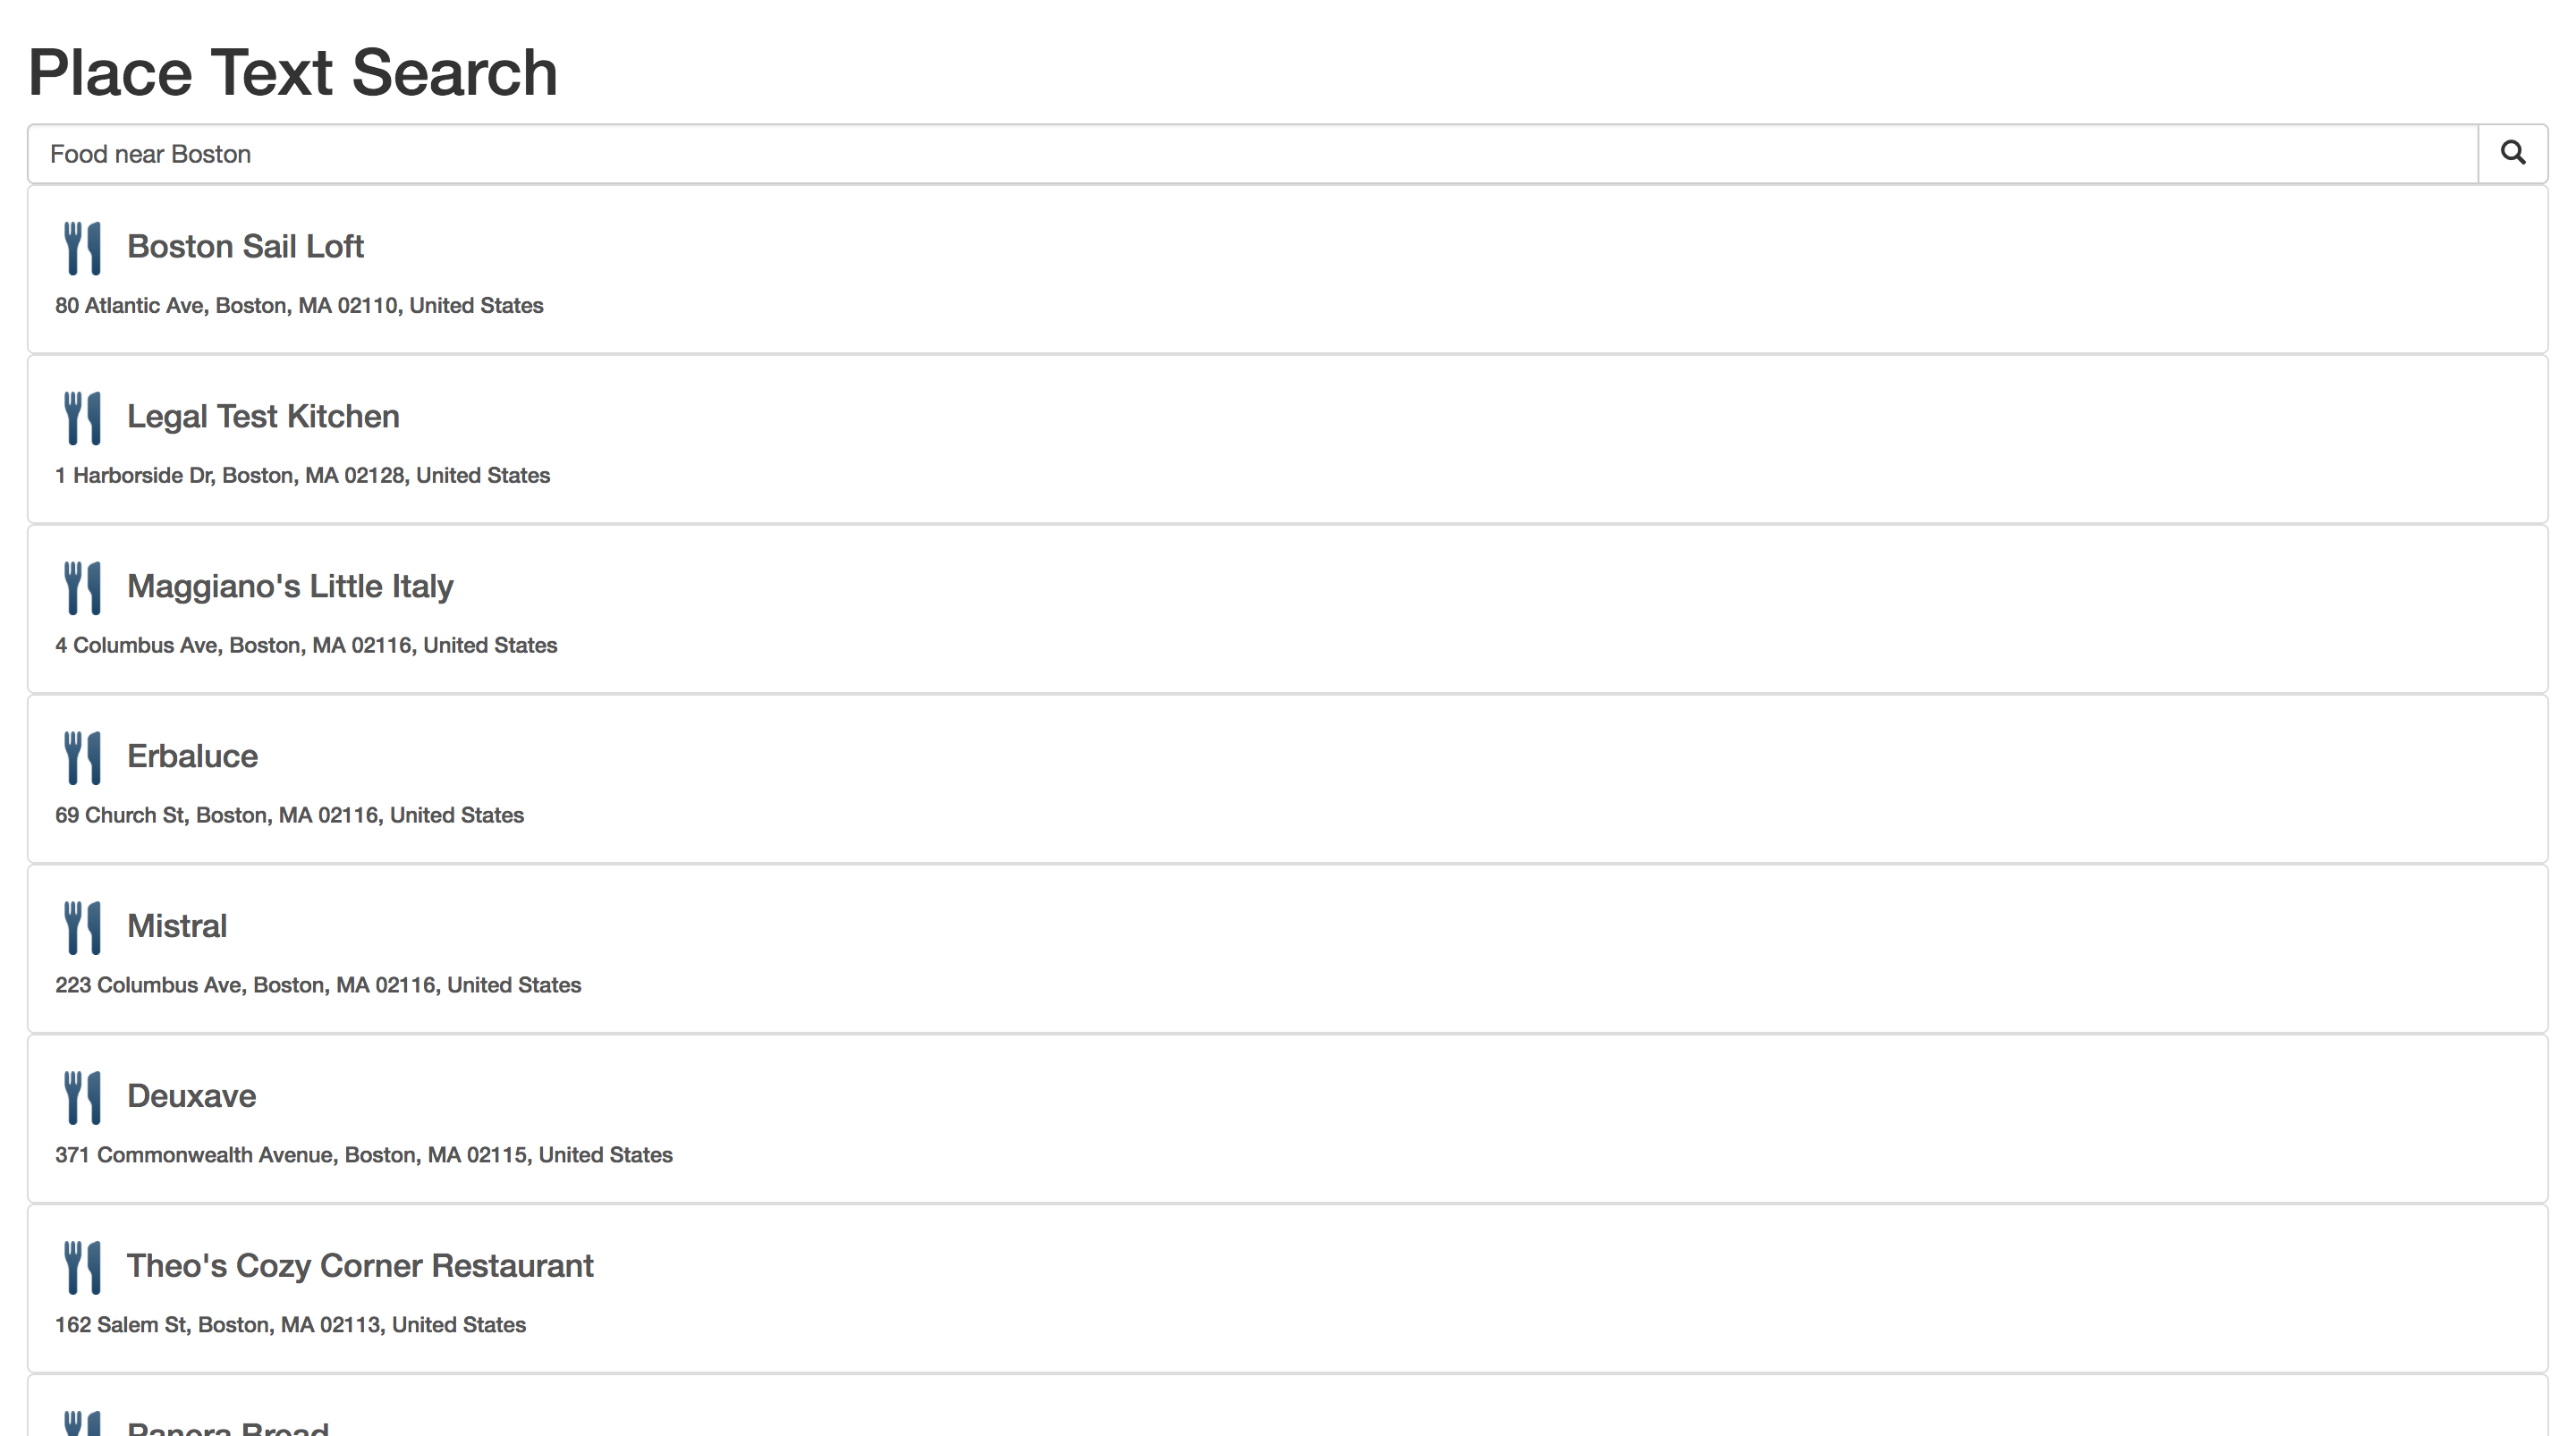 Place Text Search
Food near Boston
Boston Sail Loft
80 Atlantic Ave, Boston, MA 02110, United States
Legal Test Kitchen
1 Harborside Dr, Boston, MA 02128, United States
Maggiano's Little Italy
4 Columbus Ave, Boston, MA 02116, United States
Erbaluce
69 Church St, Boston, MA 02116, United States
Mistral
223 Columbus Ave, Boston, MA 02116, United States
Deuxave
371 Commonwealth Avenue, Boston, MA 02115, United States
Theo's Cozy Corner Restaurant
162 Salem St, Boston, MA 02113, United States
Panera Bread